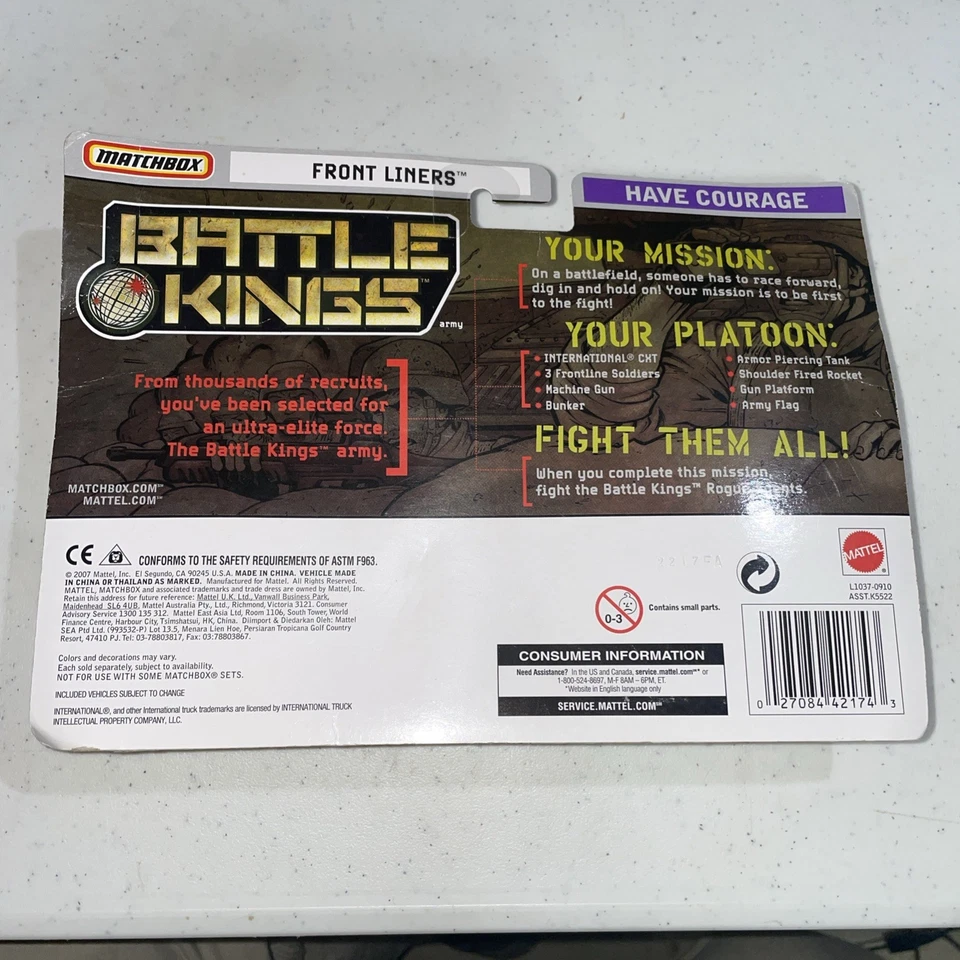 MATCHBOX
FRONT LINERS™
HAVE COURAGE
BATTLE
KINGS™
army
From thousands of recruits,
you've been selected for
an ultra-elite force.
The Battle Kings™ army.
MATCHBOX.COM™
MATTEL.COM™
YOUR MISSION:
On a battlefield, someone has to race forward,
dig in and hold on! Your mission is to be first
to the fight!
YOUR PLATOON:
• INTERNATIONAL® CXT
• 3 Frontline Soldiers
• Machine Gun
• Bunker
• Armor Piercing Tank
• Shoulder Fired Rocket
• Gun Platform
• Army Flag
FIGHT THEM ALL!
When you complete this mission,
fight the Battle Kings™
CE CONFORMS TO THE SAFETY REQUIREMENTS OF ASTM F963.
© 2007 Mattel, Inc. El Segundo, CA 90245 U.S.A. MADE IN CHINA. VEHICLE MADE
IN CHINA OR THAILAND AS MARKED. Manufactured for Mattel. All Rights Reserved.
MATTEL, MATCHBOX and associated trademarks and trade dress are owned by Mattel, Inc.
Retain this address for future reference: Mattel U.K. Ltd., Vanwall Business Park,
Maidenhead SL6 4UB. Mattel Australia Pty., Ltd., Richmond, Victoria 3121. Consumer
Advisory Service 1300 135 312. Mattel East Asia Ltd, Room 1106, South Tower, World
Finance Centre, Harbour City, Tsimshatsui, HK, China. Diimport & Diedarkan Oleh: Mattel
SEA Ptd Ltd. (993532-P) Lot 13.5, Menara Lien Hoe, Persiaran Tropicana Golf Country
Resort, 47410 PJ. Tel: 03-78803817, Fax: 03:78803867.
Colors and decorations may vary.
Each sold separately, subject to availability.
NOT FOR USE WITH SOME MATCHBOX® SETS.
INCLUDED VEHICLES SUBJECT TO CHANGE
INTERNATIONAL®, and other International truck trademarks are licensed by INTERNATIONAL TRUCK
INTELLECTUAL PROPERTY COMPANY, LLC.
0-3
Contains small parts.
MATTEL®
L1037-0910
ASST.K5522
CONSUMER INFORMATION
Need Assistance? In the US and Canada, service.mattel.com™* or
1-800-524-8697, M-F 8AM – 6PM, ET.
*Website in English language only
SERVICE.MATTEL.COM℠
0 27084 42174 3